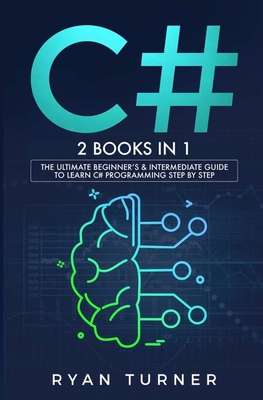 C#
2 BOOKS IN 1
THE ULTIMATE BEGINNER'S & INTERMEDIATE GUIDE
TO LEARN C# PROGRAMMING STEP BY STEP
RYAN TURNER